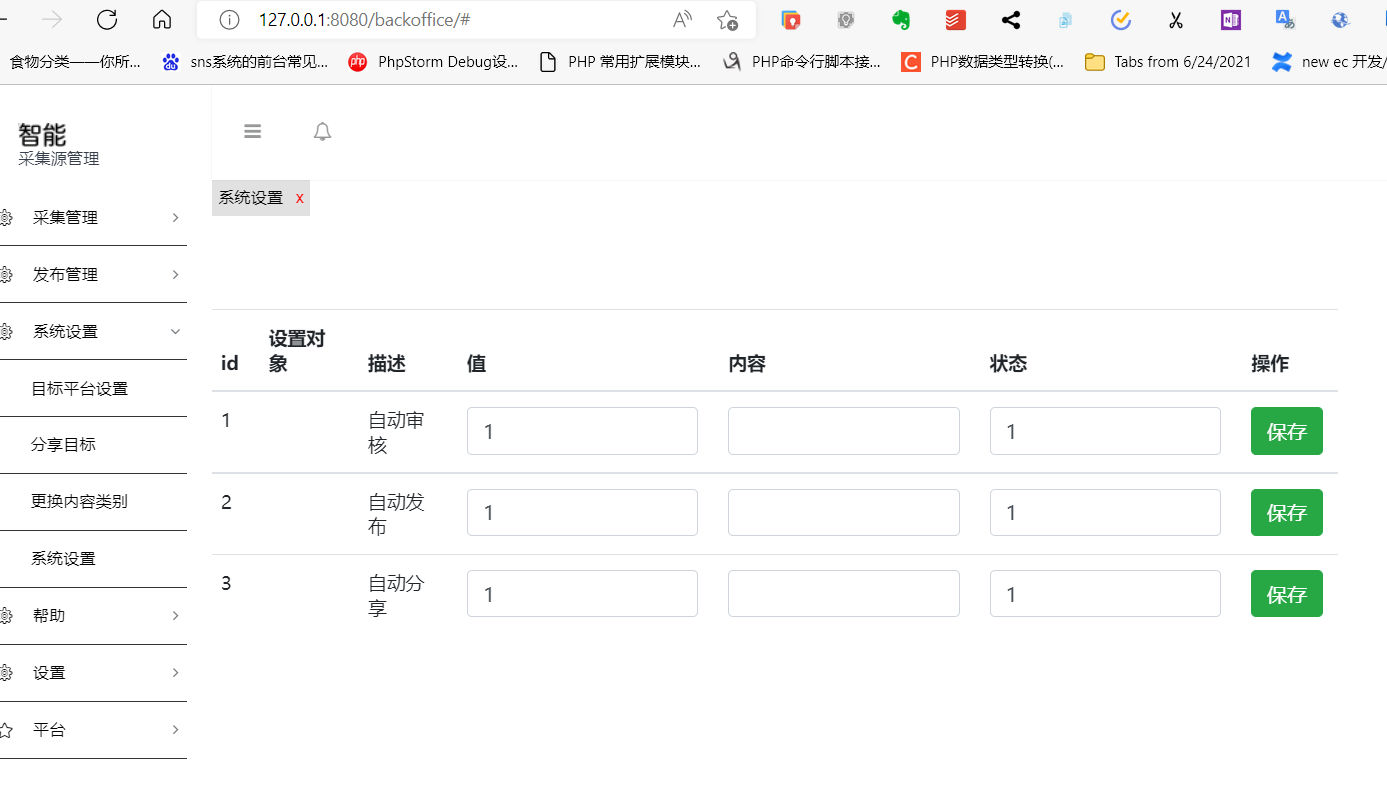 127.0.0.1:8080/backoffice/#
食物分类——你所...
sns系统的前台常见...
php
PhpStorm Debug设...
PHP 常用扩展模块...
PHP命令行脚本接...
C
PHP数据类型转换(...
Tabs from 6/24/2021
new ec 开发/
智能
采集源管理
系统设置 x
采集管理
发布管理
系统设置
目标平台设置
分享目标
更换内容类别
系统设置
帮助
设置
平台
id 设置对象 描述 值 内容 状态 操作
1 自动审核 1 1 保存
2 自动发布 1 1 保存
3 自动分享 1 1 保存